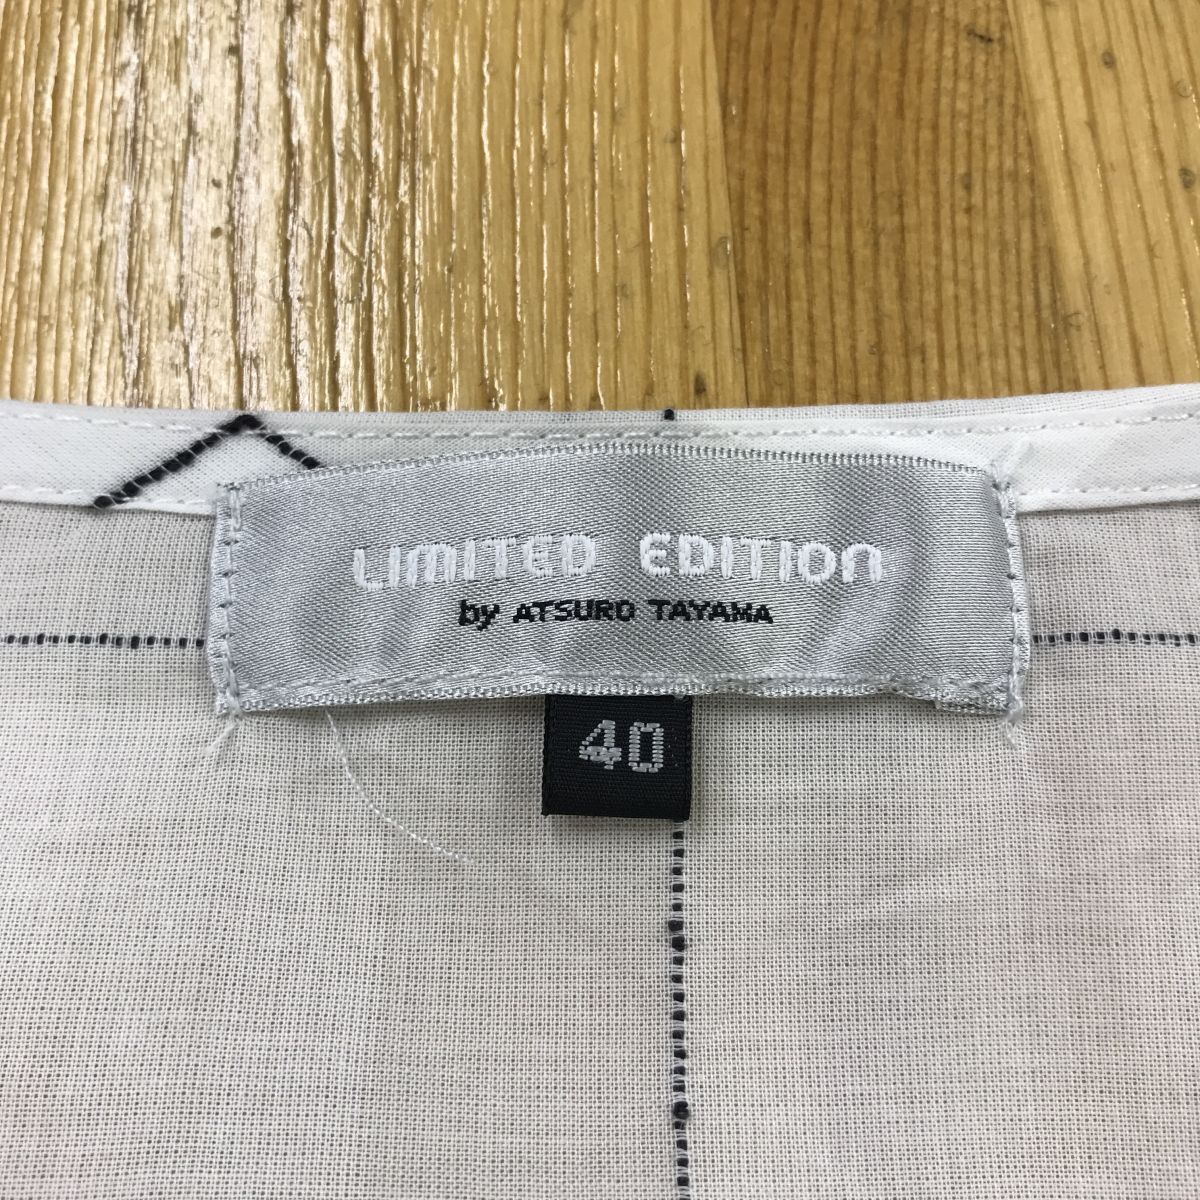 LIMITED EDITION
by ATSURO TAYAMA
40